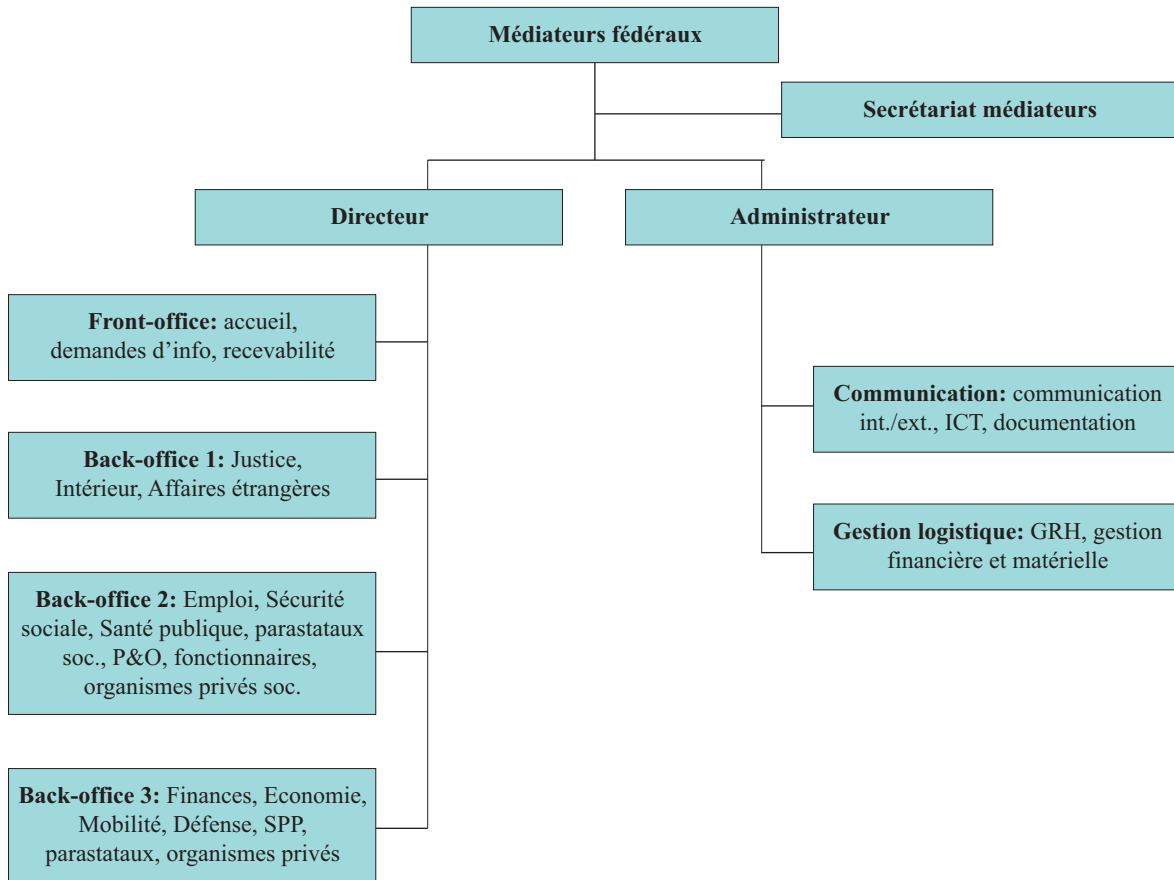 Médiateurs fédéraux
Secrétariat médiateurs
Directeur
Administrateur
Front-office: accueil,
demandes d’info, recevabilité
Back-office 1: Justice,
Intérieur, Affaires étrangères
Back-office 2: Emploi, Sécurité
sociale, Santé publique, parastataux
soc., P&O, fonctionnaires,
organismes privés soc.
Back-office 3: Finances, Economie,
Mobilité, Défense, SPP,
parastataux, organismes privés
Communication: communication
int./ext., ICT, documentation
Gestion logistique: GRH, gestion
financière et matérielle